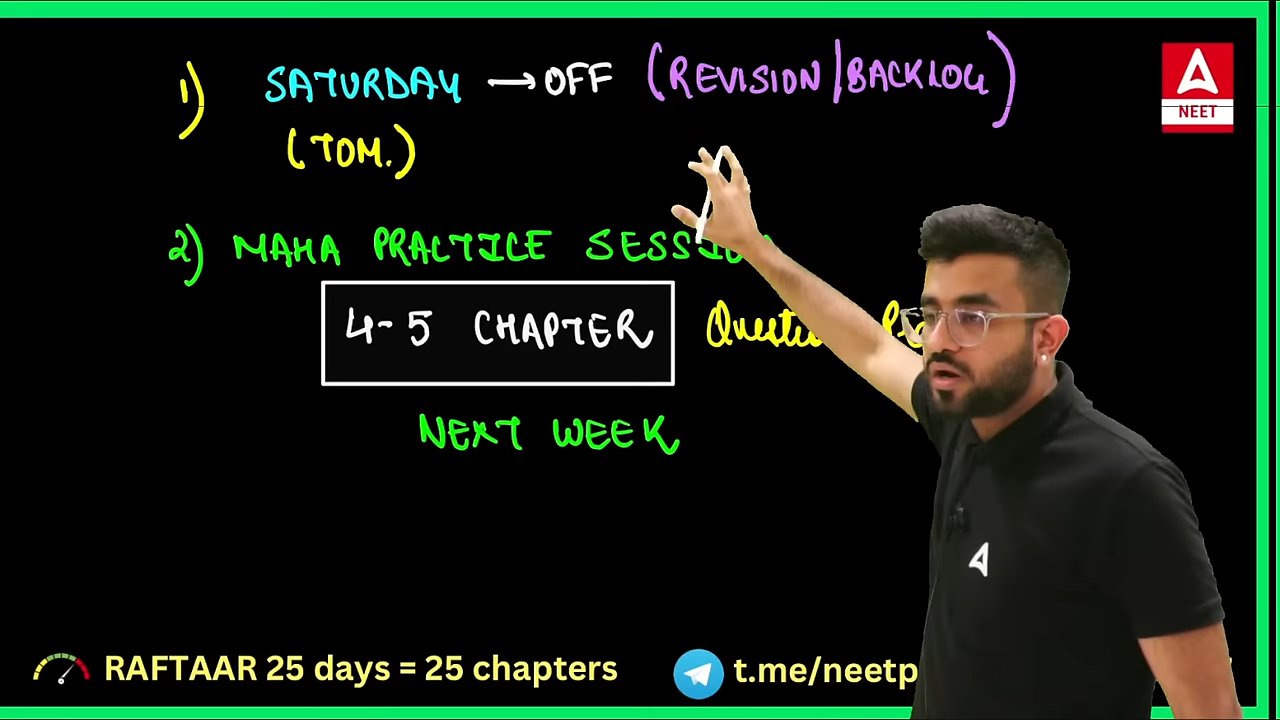 1) SATURDAY → OFF (REVISION | BACKLOG)
(TOM.)
NEET
2) MAHA PRACTICE SESSION
4-5 CHAPTER
NEXT WEEK
RAFTAAR 25 days = 25 chapters
t.me/neetp